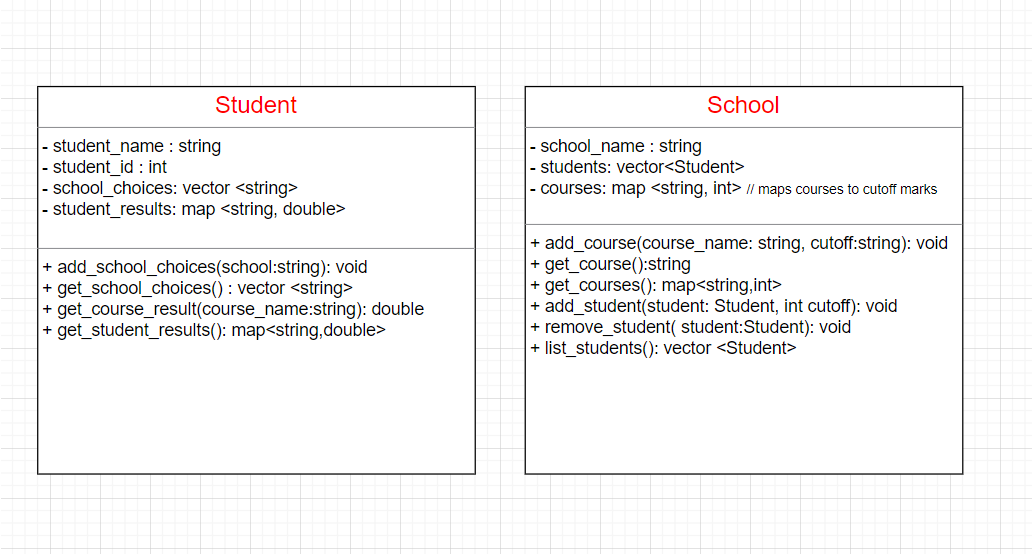 Student
- student_name : string
- student_id : int
- school_choices: vector <string>
- student_results: map <string, double>
+ add_school_choices(school:string): void
+ get_school_choices() : vector <string>
+ get_course_result(course_name:string): double
+ get_student_results(): map<string,double>
School
- school_name : string
- students: vector<Student>
- courses: map <string, int> // maps courses to cutoff marks
+ add_course(course_name: string, cutoff:string): void
+ get_course():string
+ get_courses(): map<string,int>
+ add_student(student: Student, int cutoff): void
+ remove_student( student:Student): void
+ list_students(): vector <Student>